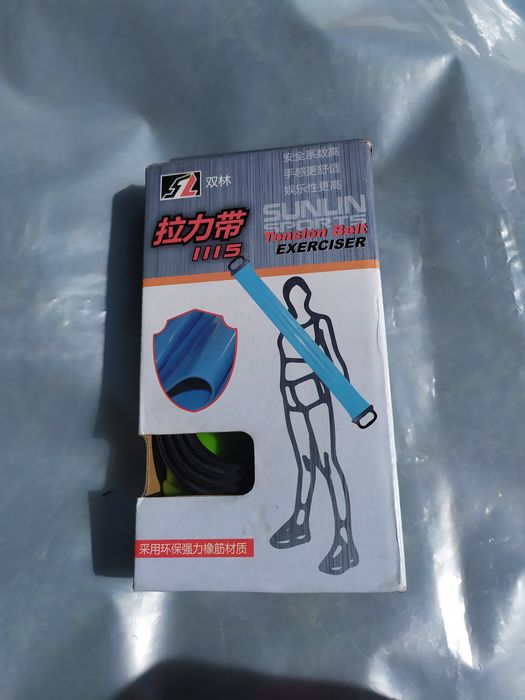 安全系数高
手感更舒适
娱乐性更高
SL 双林
SUNLIN
SPORTS
拉力带
1115
Tension Belt
EXERCISER
采用环保强力橡筋材质